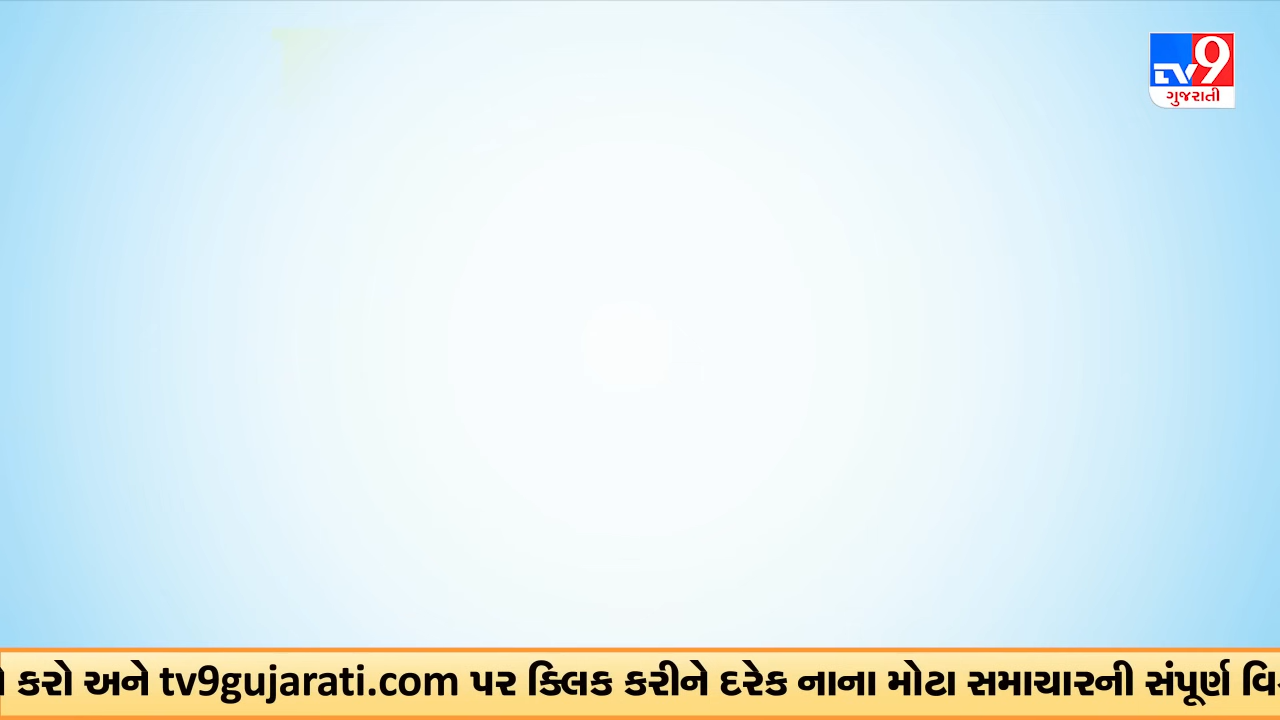 tv9
ગુજરાતી
કરો અને tv9gujarati.com પર ક્લિક કરીને દરેક નાના મોટા સમાચારની સંપૂર્ણ